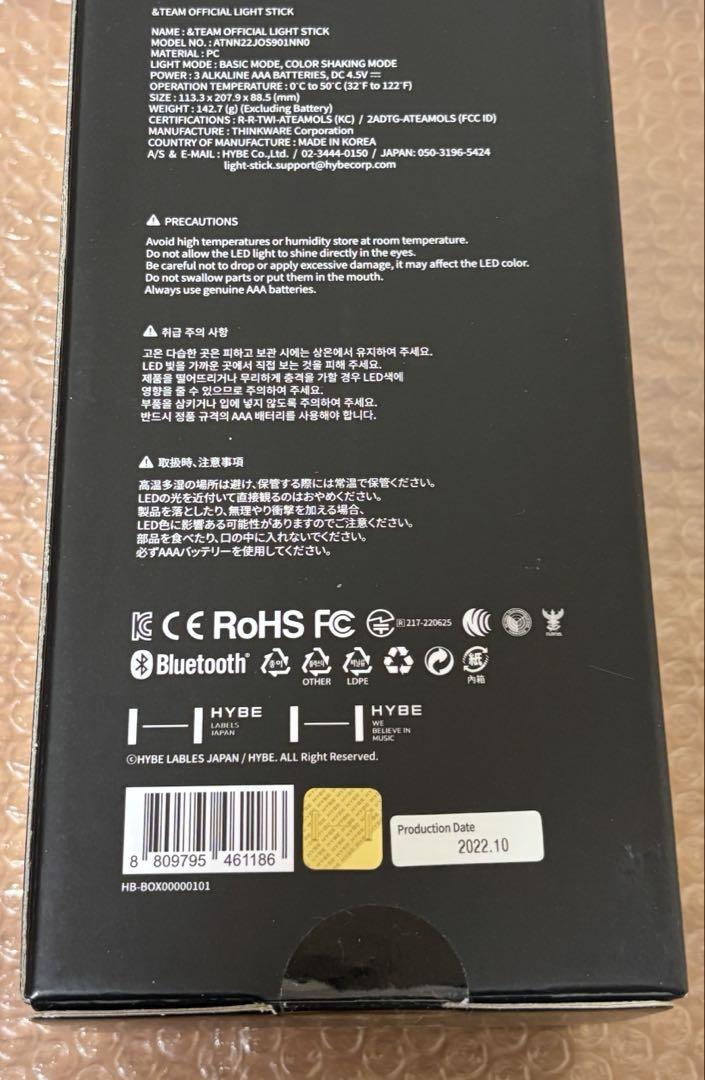 &TEAM OFFICIAL LIGHT STICK
NAME : &TEAM OFFICIAL LIGHT STICK
MODEL NO. : ATNN22JOS901NN0
MATERIAL : PC
LIGHT MODE : BASIC MODE, COLOR SHAKING MODE
POWER : 3 ALKALINE AAA BATTERIES, DC 4.5V
OPERATION TEMPERATURE : 0°C to 50°C (32°F to 122°F)
SIZE : 113.3 x 207.9 x 88.5 (mm)
WEIGHT : 142.7 (g) (Excluding Battery)
CERTIFICATIONS : R-R-TWI-ATEAMOLS (KC) / 2ADTG-ATEAMOLS (FCC ID)
MANUFACTURE : THINKWARE Corporation
COUNTRY OF MANUFACTURE : MADE IN KOREA
A/S & E-MAIL : HYBE Co.,Ltd. / 02-3444-0150 / JAPAN: 050-3196-5424
light-stick.support@hybecorp.com
PRECAUTIONS
Avoid high temperatures or humidity store at room temperature.
Do not allow the LED light to shine directly in the eyes.
Be careful not to drop or apply excessive damage, it may affect the LED color.
Do not swallow parts or put them in the mouth.
Always use genuine AAA batteries.
취급 주의 사항
고온 다습한 곳은 피하고 보관 시에는 상온에서 유지하여 주세요.
LED 빛을 가까운 곳에서 직접 보는 것을 피해 주세요.
제품을 떨어뜨리거나 무리하게 충격을 가할 경우 LED색에
영향을 줄 수 있으므로 주의하여 주세요.
부품을 삼키거나 입에 넣지 않도록 주의하여 주세요.
반드시 정품 규격의 AAA 배터리를 사용해야 합니다.
取扱時、注意事項
高温多湿の場所は避け、保管する際には常温で保管ください。
LEDの光を近付いて直接観るのはおやめください。
製品を落としたり、無理やり衝撃を加える場合、
LED色に影響ある可能性がありますのでご注意ください。
部品を食べたり、口の中に入れないでください。
必ずAAAバッテリーを使用してください。
CE RoHS FC R 217-220625
Bluetooth 종이 OTHER LDPE 紙 內箱
HYBE LABELS JAPAN
HYBE WE BELIEVE IN MUSIC
©HYBE LABLES JAPAN / HYBE. ALL Right Reserved.
8 809795 461186
Production Date
2022.10
HB-BOX00000101